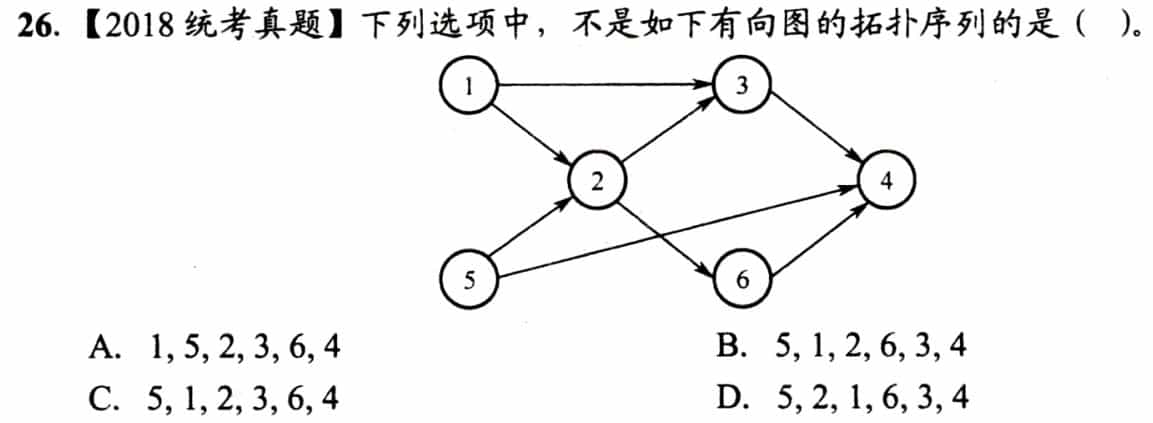 26. 【2018 统考真题】下列选项中，不是如下有向图的拓扑序列的是（ ）。
1
3
2
4
5
6
A. 1, 5, 2, 3, 6, 4
B. 5, 1, 2, 6, 3, 4
C. 5, 1, 2, 3, 6, 4
D. 5, 2, 1, 6, 3, 4